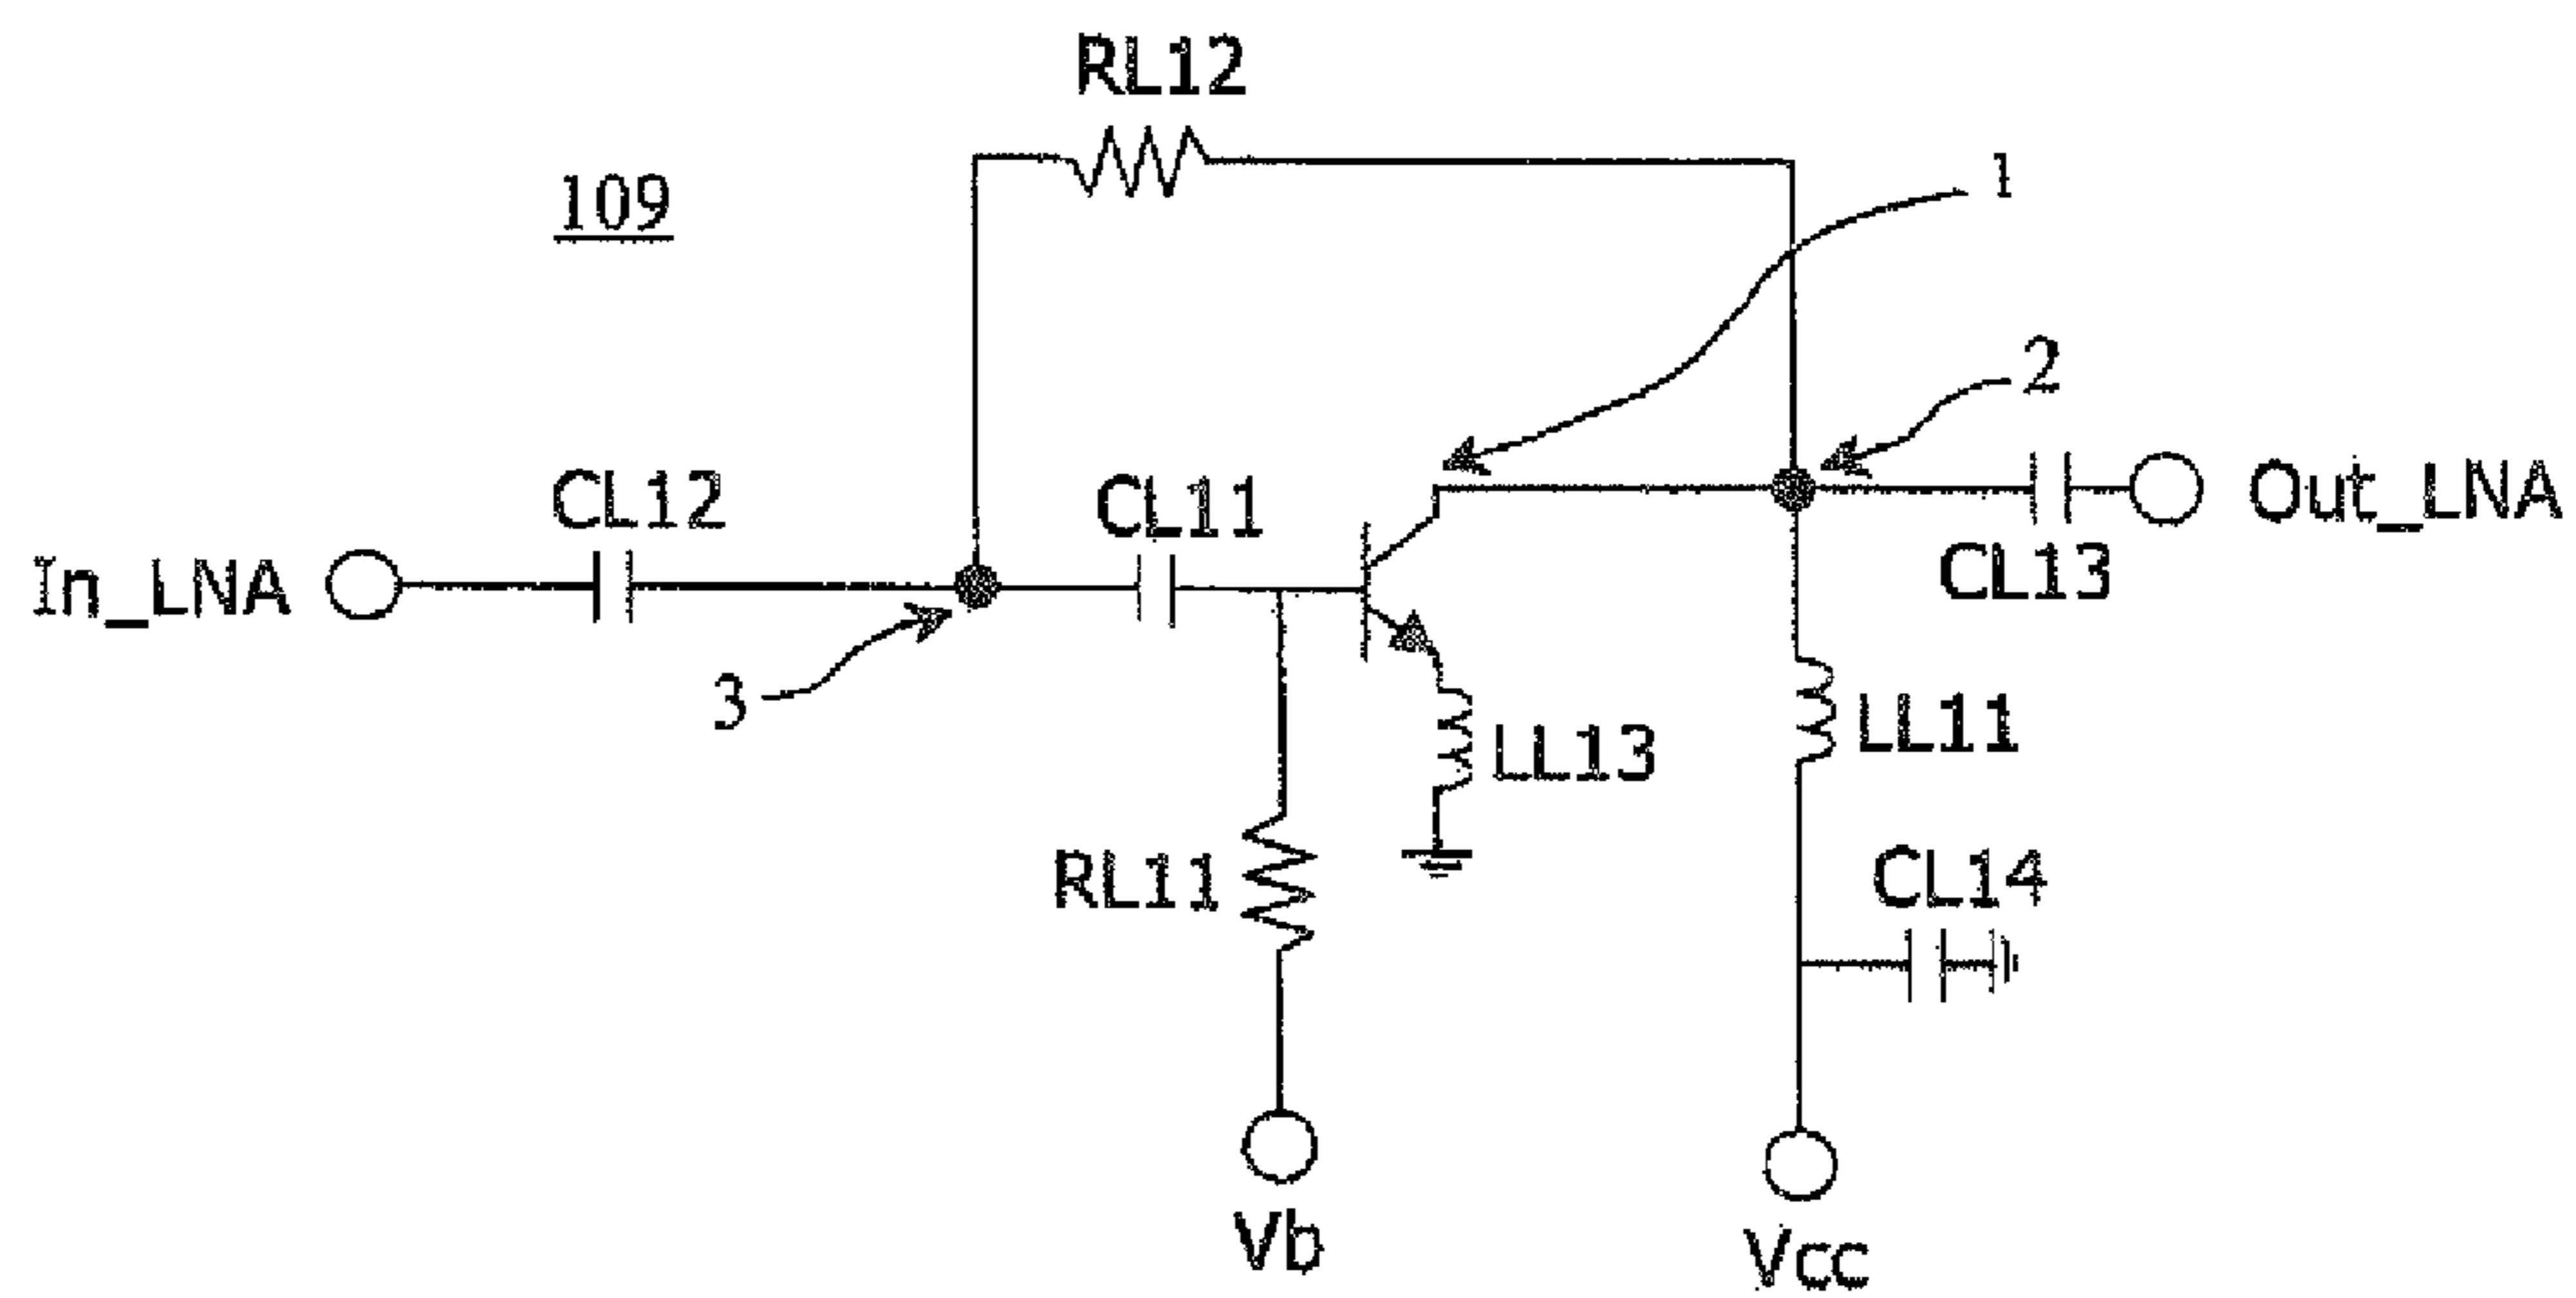 RL12
109
1
2
CL12
CL11
In_LNA
Out_LNA
CL13
3
LL13
LL11
RL11
CL14
Vb
Vcc